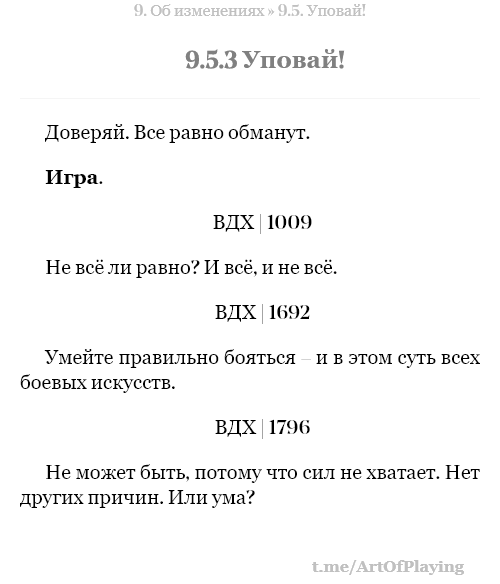 9. Об изменениях » 9.5. Уповай!
9.5.3 Уповай!
Доверяй. Все равно обманут.
Игра.
ВДХ | 1009
Не всё ли равно? И всё, и не всё.
ВДХ | 1692
Умейте правильно бояться – и в этом суть всех
боевых искусств.
ВДХ | 1796
Не может быть, потому что сил не хватает. Нет
других причин. Или ума?
t.me/ArtOfPlaying